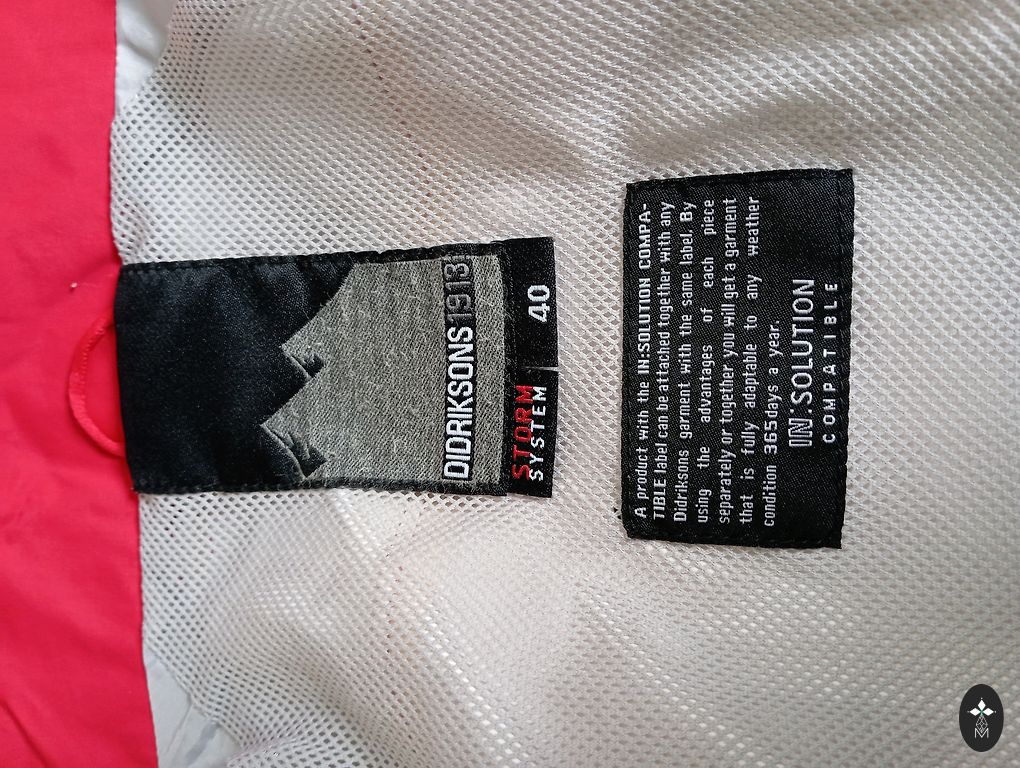 DIDRIKSONS 1913
STORM
SYSTEM
40
A product with the IN:SOLUTION COMPA-
TIBLE label can be attached together with any
Didriksons garment with the same label. By
using the advantages of each piece
separately or together you will get a garment
that is fully adaptable to any weather
condition 365days a year.
IN:SOLUTION
COMPATIBLE
M